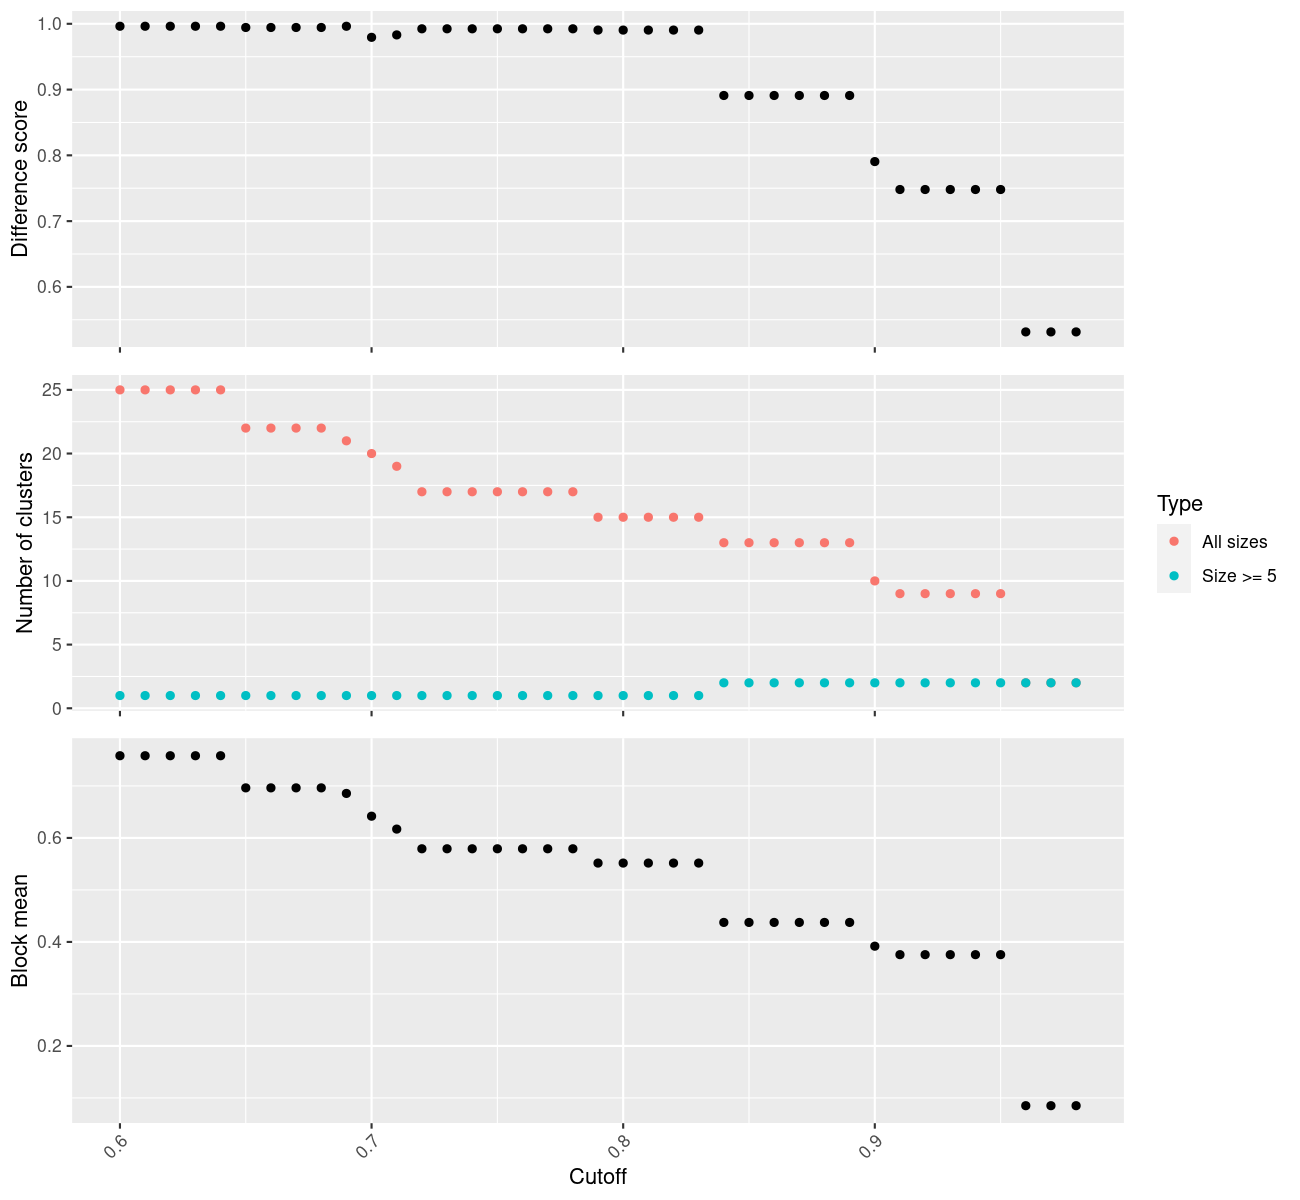 Difference score
1.0
0.9
0.8
0.7
0.6
Number of clusters
25
20
15
10
5
0
Type
All sizes
Size >= 5
Block mean
0.6
0.4
0.2
0.6
0.7
0.8
0.9
Cutoff